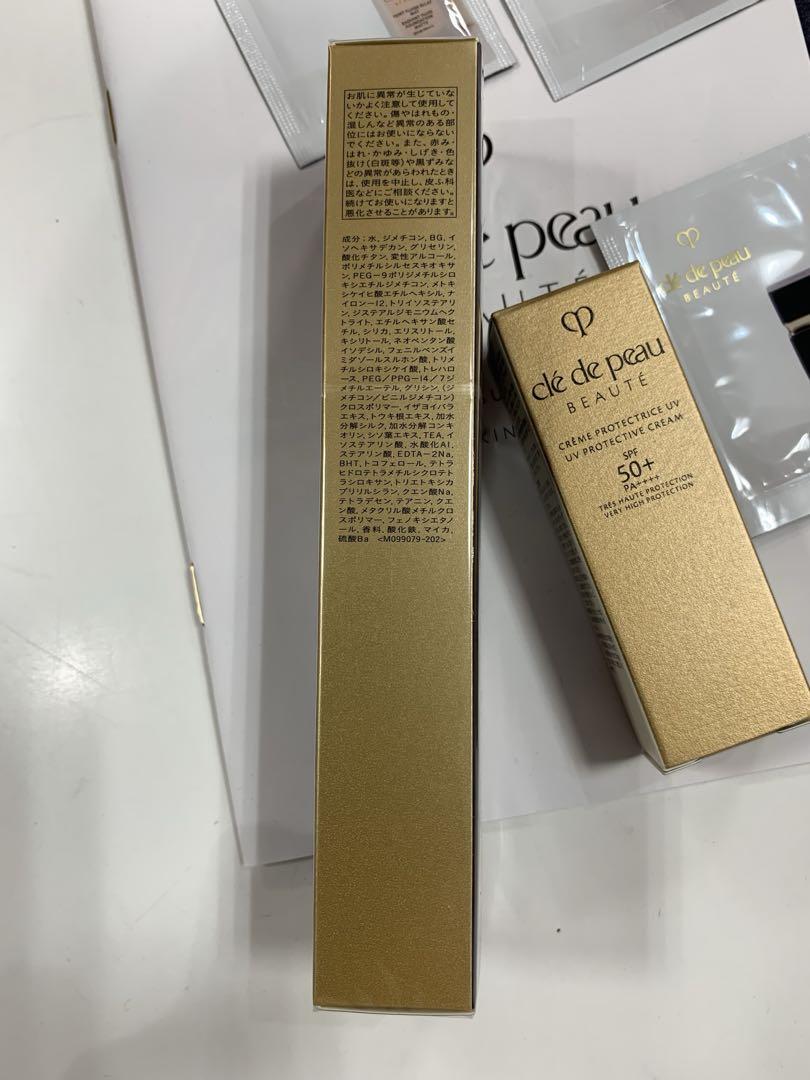 TEINT FLUIDE ÉCLAT
MAT
RADIANT FLUID
FOUNDATION
MATTE
お肌に異常が生じていな
いかよく注意して使用して
ください。傷やはれもの・
湿しんなど異常のある部
位にはお使いにならない
でください。また、赤み・
はれ・かゆみ・しげき・色
抜け(白斑等)や黒ずみな
どの異常があらわれたとき
は、使用を中止し、皮ふ科
医などにご相談ください。
続けてお使いになりますと
悪化させることがあります。
成分:水,ジメチコン,BG,イ
ソヘキサデカン,グリセリン,
酸化チタン,変性アルコール,
ポリメチルシルセスキオキサ
ン,PEG-9ポリジメチルシロ
キシエチルジメチコン,メトキ
シケイヒ酸エチルヘキシル,ナ
イロン-12,トリイソステアリ
ン,ジステアルジモニウムヘク
トライト,エチルヘキサン酸セ
チル,シリカ,エリスリトール,
キシリトール,ネオペンタン酸
イソデシル,フェニルベンズイ
ミダゾールスルホン酸,トリメ
チルシロキシケイ酸,トレハロ
ース,PEG/PPG-14/7ジ
メチルエーテル,グリシン,(ジ
メチコン/ビニルジメチコン)
クロスポリマー,イザヨイバラ
エキス,トウキ根エキス,加水
分解シルク,加水分解コンキ
オリン,シソ葉エキス,TEA,イ
ソステアリン酸,水酸化Al,
ステアリン酸,EDTA-2Na,
BHT,トコフェロール,テトラ
ヒドロテトラメチルシクロテト
ラシロキサン,トリエトキシカ
プリリルシラン,クエン酸Na,
テトラデセン,テアニン,クエ
ン酸,メタクリル酸メチルクロ
スポリマー,フェノキシエタノ
ール,香料,酸化鉄,マイカ,
硫酸Ba <M099079-202>
é de peau
EAUTÉ
clé de peau
BEAUTÉ
clé de peau
BEAUTÉ
CRÈME PROTECTRICE UV
UV PROTECTIVE CREAM
SPF
50+
PA++++
TRÈS HAUTE PROTECTION
VERY HIGH PROTECTION